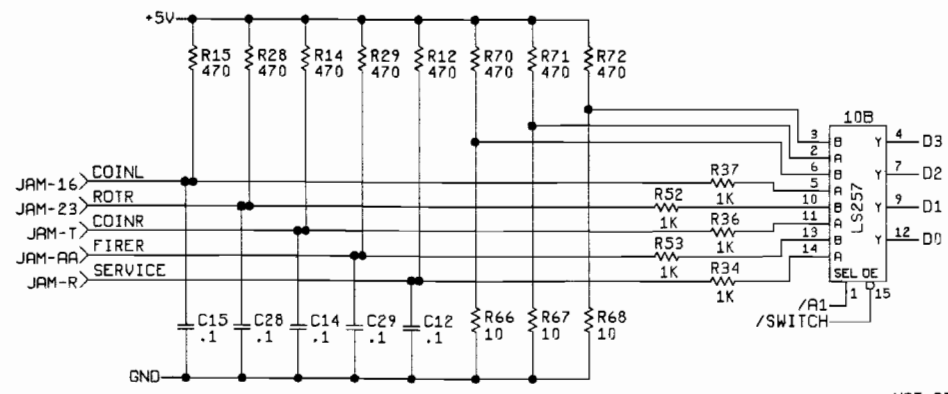 +5V
R15 R28 R14 R29 R12 R70 R71 R72
470 470 470 470 470 470 470 470
10B
3 B Y 4 D3
2 A
6 B Y 7 D2
5 A
10 B Y 9 D1
11 A
13 B Y 12 D0
14 A
LS257
SEL OE
1 15
/A1
/SWITCH
JAM-16 COINL R37 1K
JAM-23 ROTR R52 1K
JAM-T COINR R36 1K
JAM-AA FIRER R53 1K
JAM-R SERVICE R34 1K
C15 C28 C14 C29 C12 R66 R67 R68
.1 .1 .1 .1 .1 10 10 10
GND